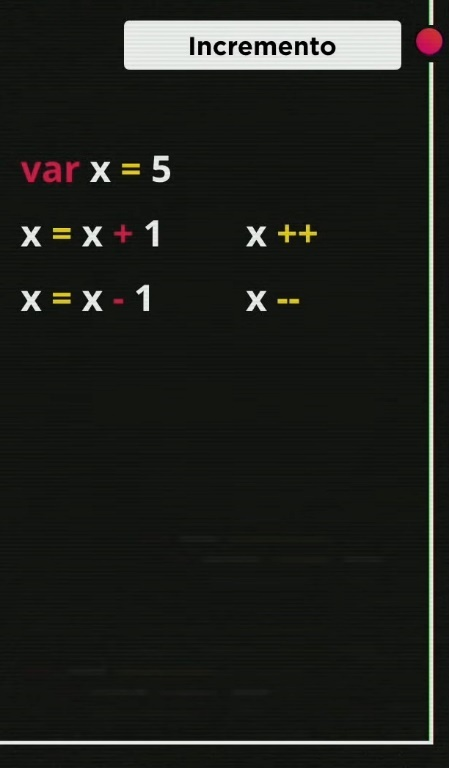 Incremento
var x = 5
x = x + 1 x ++
x = x - 1 x --